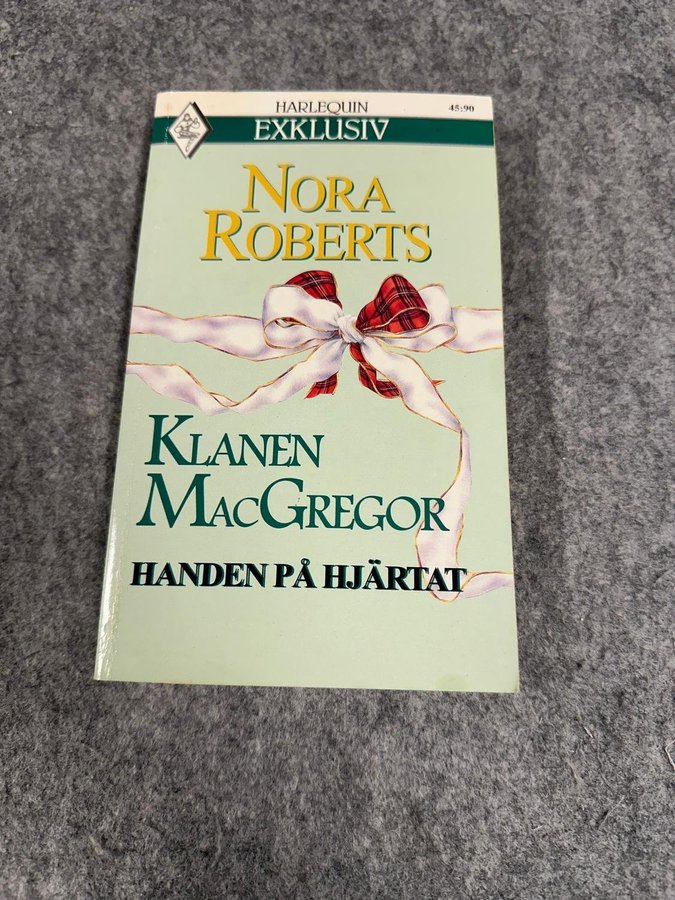 HARLEQUIN
45:90
EXKLUSIV
NORA
ROBERTS
KLANEN
MACGREGOR
HANDEN PÅ HJÄRTAT